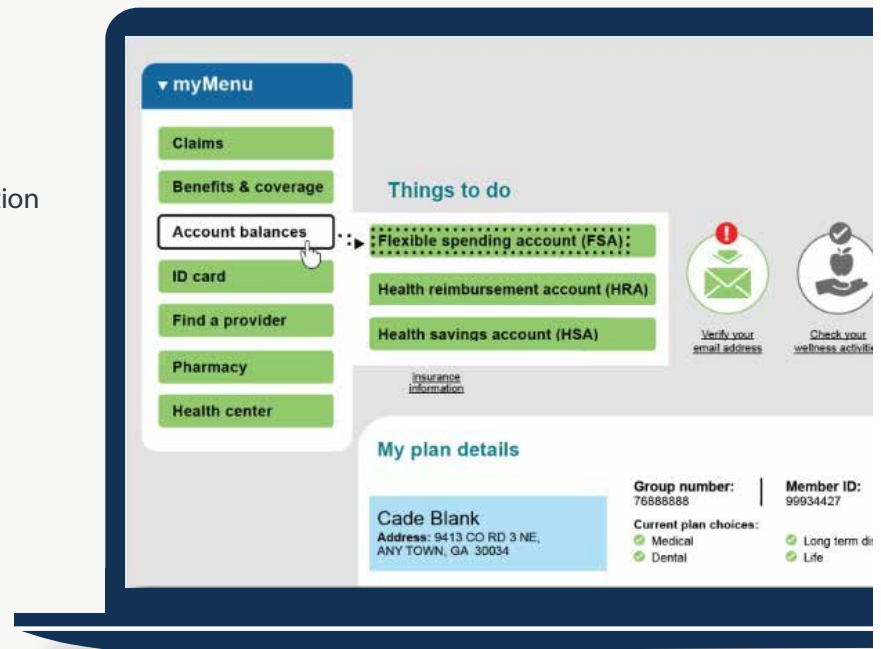 ▾ myMenu
Claims
Benefits & coverage
Account balances
ID card
Find a provider
Pharmacy
Health center
Things to do
Flexible spending account (FSA)
Health reimbursement account (HRA)
Health savings account (HSA)
insurance
information
Verify your
email address
Check your
wellness
My plan details
Cade Blank
Address: 9413 CO RD 3 NE,
ANY TOWN, GA 30034
Group number:
76888888
Member ID:
99934427
Current plan choices:
Medical
Dental
Long term
Life